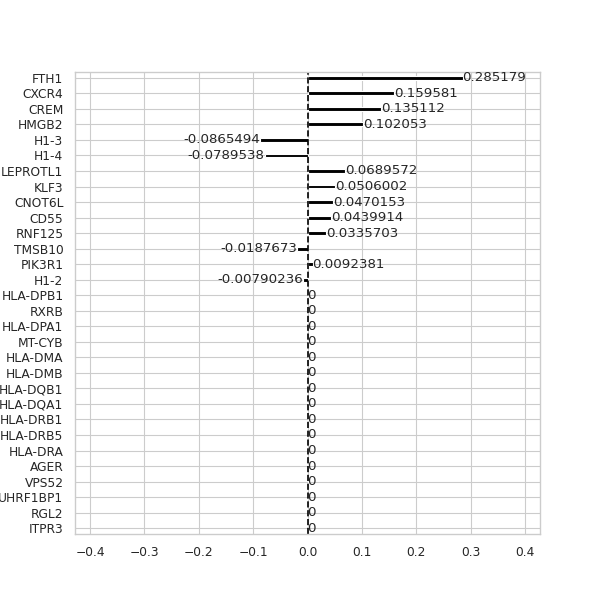 FTH1 0.285179
CXCR4 0.159581
CREM 0.135112
HMGB2 0.102053
H1-3 -0.0865494
H1-4 -0.0789538
LEPROTL1 0.0689572
KLF3 0.0506002
CNOT6L 0.0470153
CD55 0.0439914
RNF125 0.0335703
TMSB10 -0.0187673
PIK3R1 0.0092381
H1-2 -0.00790236
HLA-DPB1 0
RXRB 0
HLA-DPA1 0
MT-CYB 0
HLA-DMA 0
HLA-DMB 0
HLA-DQB1 0
HLA-DQA1 0
HLA-DRB1 0
HLA-DRB5 0
HLA-DRA 0
AGER 0
VPS52 0
UHRF1BP1 0
RGL2 0
ITPR3 0
−0.4 −0.3 −0.2 −0.1 0.0 0.1 0.2 0.3 0.4